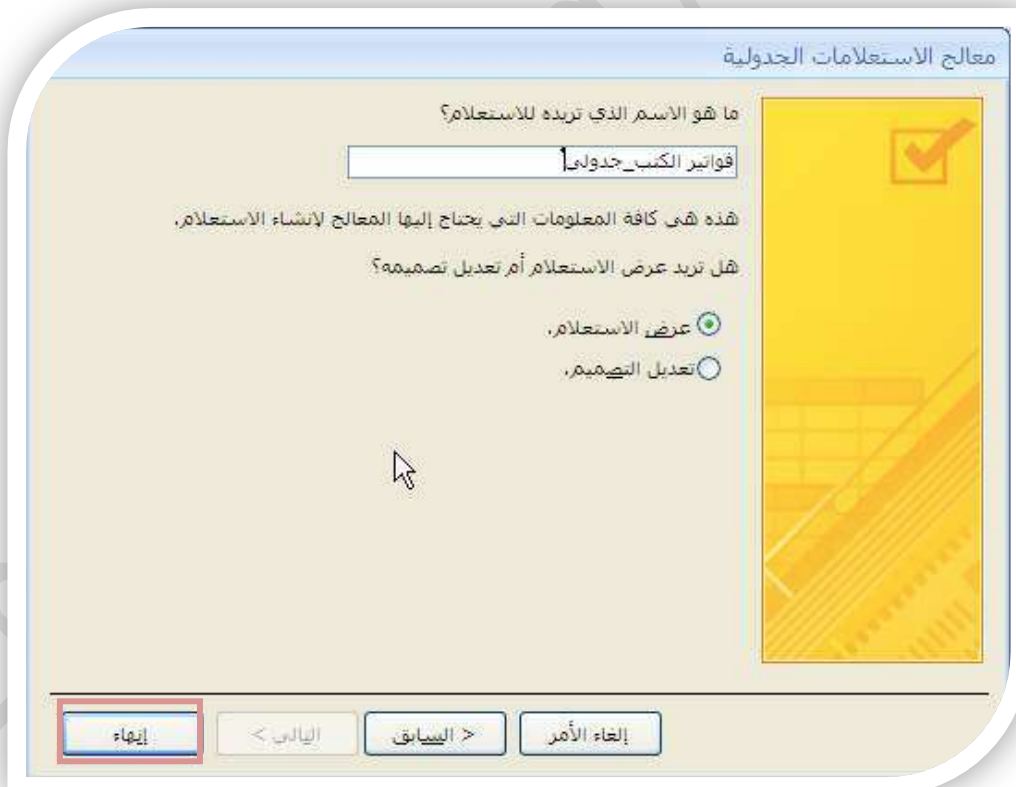 معالج الاستعلامات الجدولية
ما هو الاسم الذي تريده للاستعلام؟
فواتير الكتب_جدولي
هذه هي كافة المعلومات التي يحتاج إليها المعالج لإنشاء الاستعلام.
هل تريد عرض الاستعلام أم تعديل تصميمه؟
عرض الاستعلام.
تعديل التصميم.
إلغاء الأمر
< السابق
التالي >
إنهاء